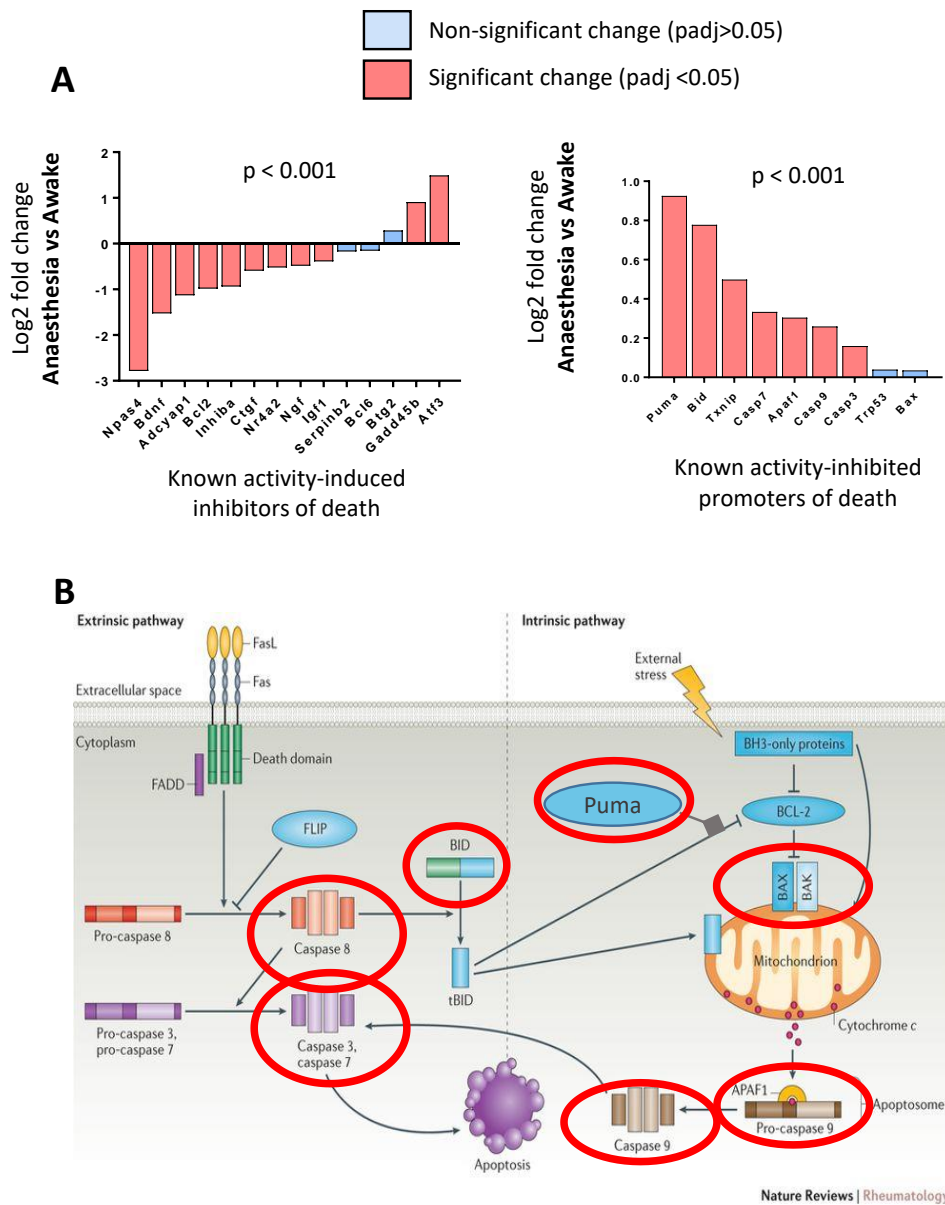 Non-significant change (padj>0.05)
Significant change (padj <0.05)
A
Log2 fold change
Anaesthesia vs Awake
2
1
0
-1
-2
-3
p < 0.001
Npas4
Bdnf
Adcyap1
Bcl2
Inhiba
Ctgf
Nr4a2
Ngf
Igf1
Serpinb2
Bcl6
Btg2
Gadd45b
Atf3
Known activity-induced
inhibitors of death
Log2 fold change
Anaesthesia vs Awake
1.0
0.8
0.6
0.4
0.2
0.0
p < 0.001
Puma
Bid
Txnip
Casp7
Apaf1
Casp9
Casp3
Trp53
Bax
Known activity-inhibited
promoters of death
B
Extrinsic pathway
Intrinsic pathway
FasL
Fas
External
stress
Extracellular space
Cytoplasm
Death domain
FADD
BH3-only proteins
Puma
BCL-2
FLIP
BID
BAX
BAK
Pro-caspase 8
Caspase 8
tBID
Mitochondrion
Cytochrome c
Pro-caspase 3,
pro-caspase 7
Caspase 3,
caspase 7
APAF1
Apoptosome
Pro-caspase 9
Caspase 9
Apoptosis
Nature Reviews | Rheumatology